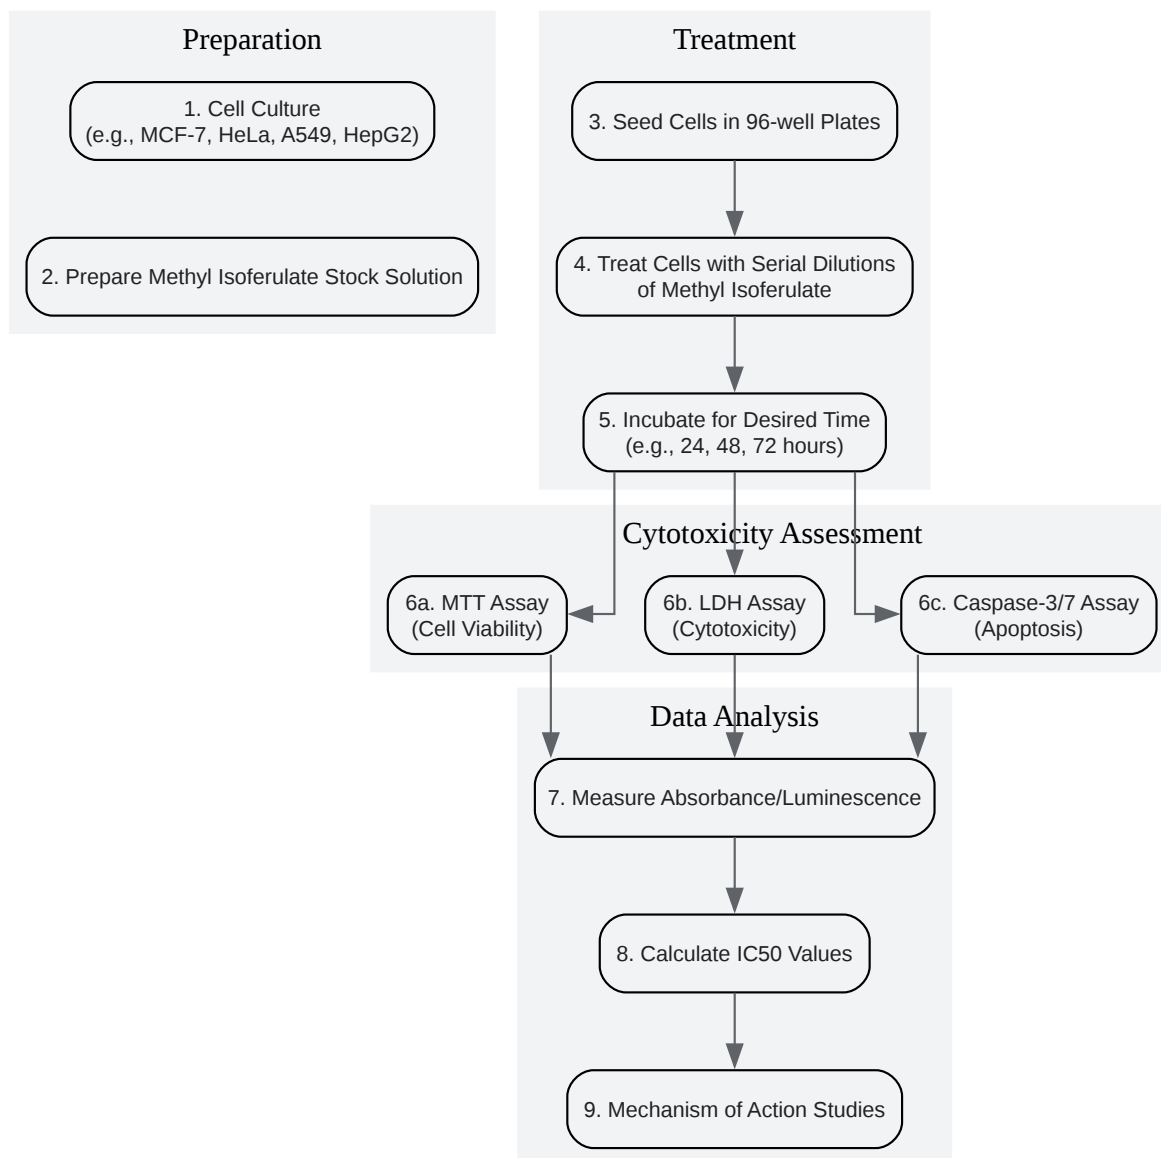 Preparation
1. Cell Culture
(e.g., MCF-7, HeLa, A549, HepG2)
2. Prepare Methyl Isoferulate Stock Solution
Treatment
3. Seed Cells in 96-well Plates
4. Treat Cells with Serial Dilutions
of Methyl Isoferulate
5. Incubate for Desired Time
(e.g., 24, 48, 72 hours)
Cytotoxicity Assessment
6a. MTT Assay
(Cell Viability)
6b. LDH Assay
(Cytotoxicity)
6c. Caspase-3/7 Assay
(Apoptosis)
Data Analysis
7. Measure Absorbance/Luminescence
8. Calculate IC50 Values
9. Mechanism of Action Studies